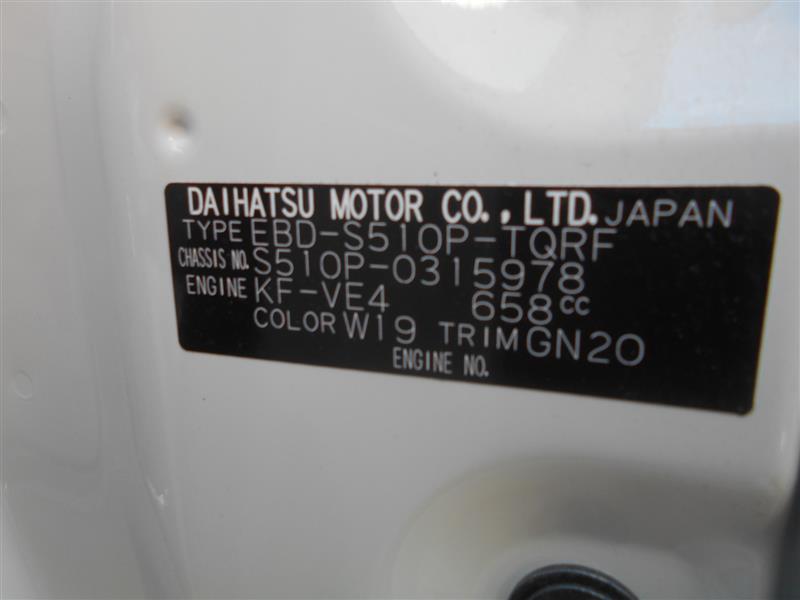 DAIHATSU MOTOR CO., LTD. JAPAN
TYPE EBD-S510P-TQRF
CHASSIS NO. S510P-0315978
ENGINE KF-VE4 658cc
COLOR W19 TRIM GN20
ENGINE NO.